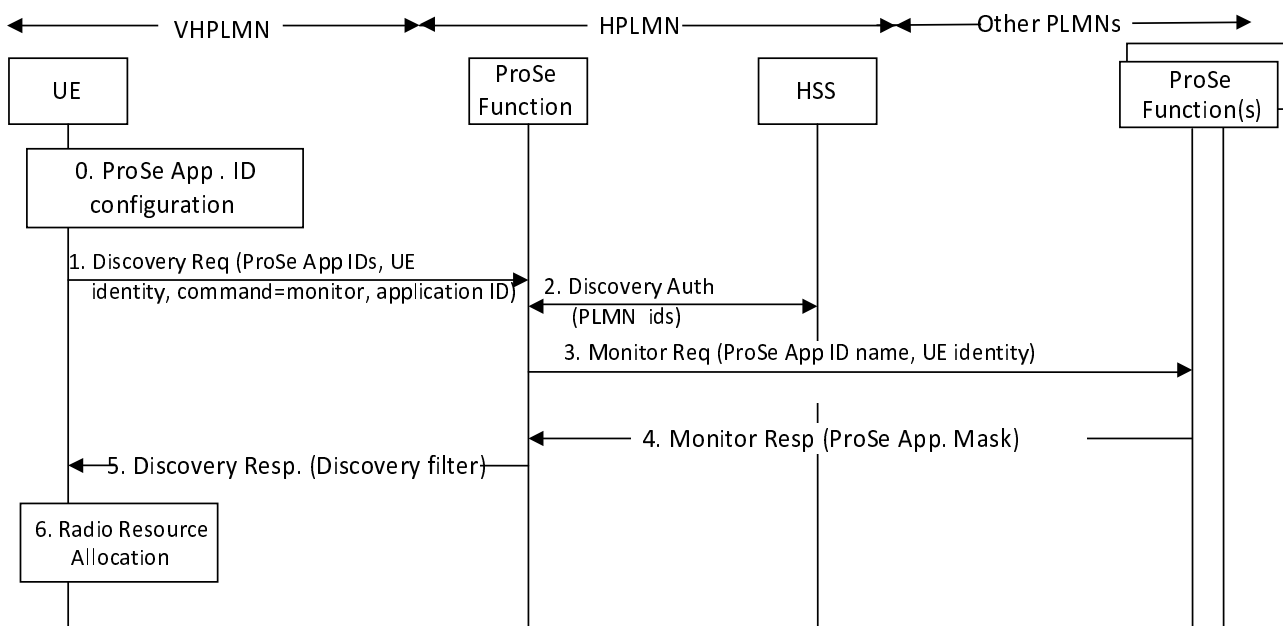 VHPLMN
HPLMN
Other PLMNs
UE
ProSe
Function
HSS
ProSe
Function(s)
0. ProSe App . ID
configuration
1. Discovery Req (ProSe App IDs, UE
identity, command=monitor, application ID)
2. Discovery Auth
(PLMN ids)
3. Monitor Req (ProSe App ID name, UE identity)
4. Monitor Resp (ProSe App. Mask)
5. Discovery Resp. (Discovery filter)
6. Radio Resource
Allocation